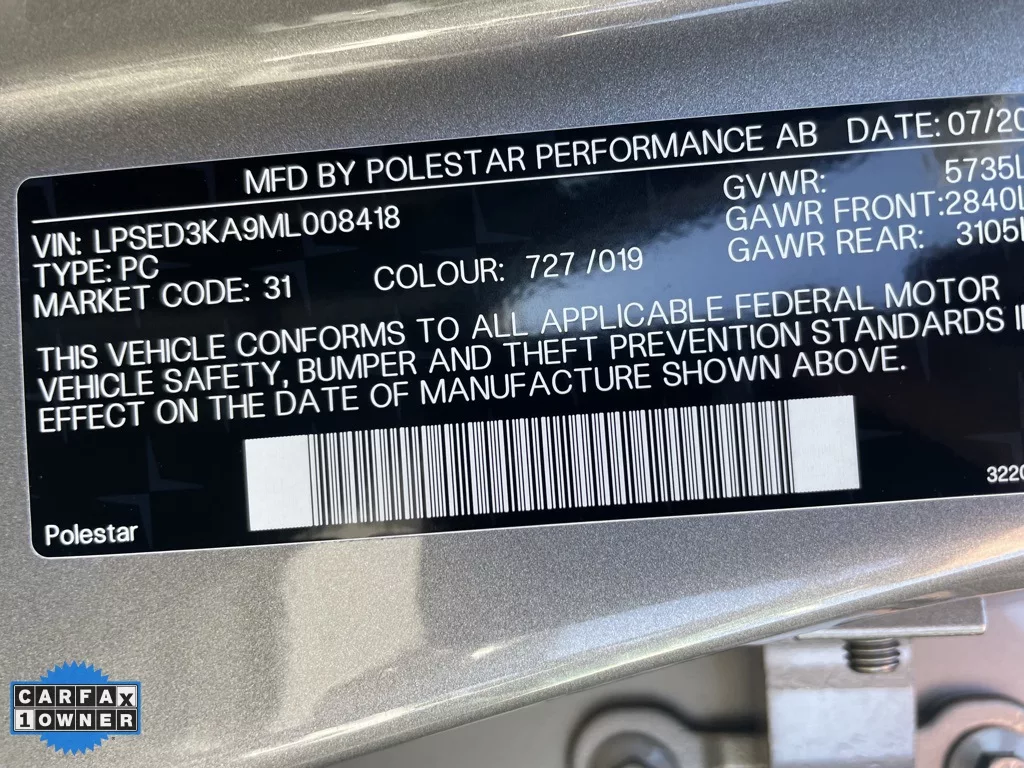 MFD BY POLESTAR PERFORMANCE AB DATE: 07/20
VIN: LPSED3KA9ML008418 GVWR: 5735L
TYPE: PC GAWR FRONT:2840L
MARKET CODE: 31 COLOUR: 727 /019 GAWR REAR: 3105
THIS VEHICLE CONFORMS TO ALL APPLICABLE FEDERAL MOTOR
VEHICLE SAFETY, BUMPER AND THEFT PREVENTION STANDARDS I
EFFECT ON THE DATE OF MANUFACTURE SHOWN ABOVE.
322
Polestar
CARFAX
1 OWNER